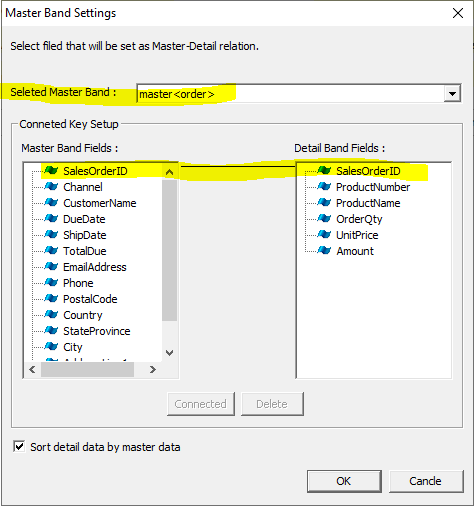 Master Band Settings
Select filed that will be set as Master-Detail relation.
Seleted Master Band :
master<order>
Conneted Key Setup
Master Band Fields :
Detail Band Fields :
SalesOrderID
Channel
CustomerName
DueDate
ShipDate
TotalDue
EmailAddress
Phone
PostalCode
Country
StateProvince
City
SalesOrderID
ProductNumber
ProductName
OrderQty
UnitPrice
Amount
Connected
Delete
Sort detail data by master data
OK
Cancle